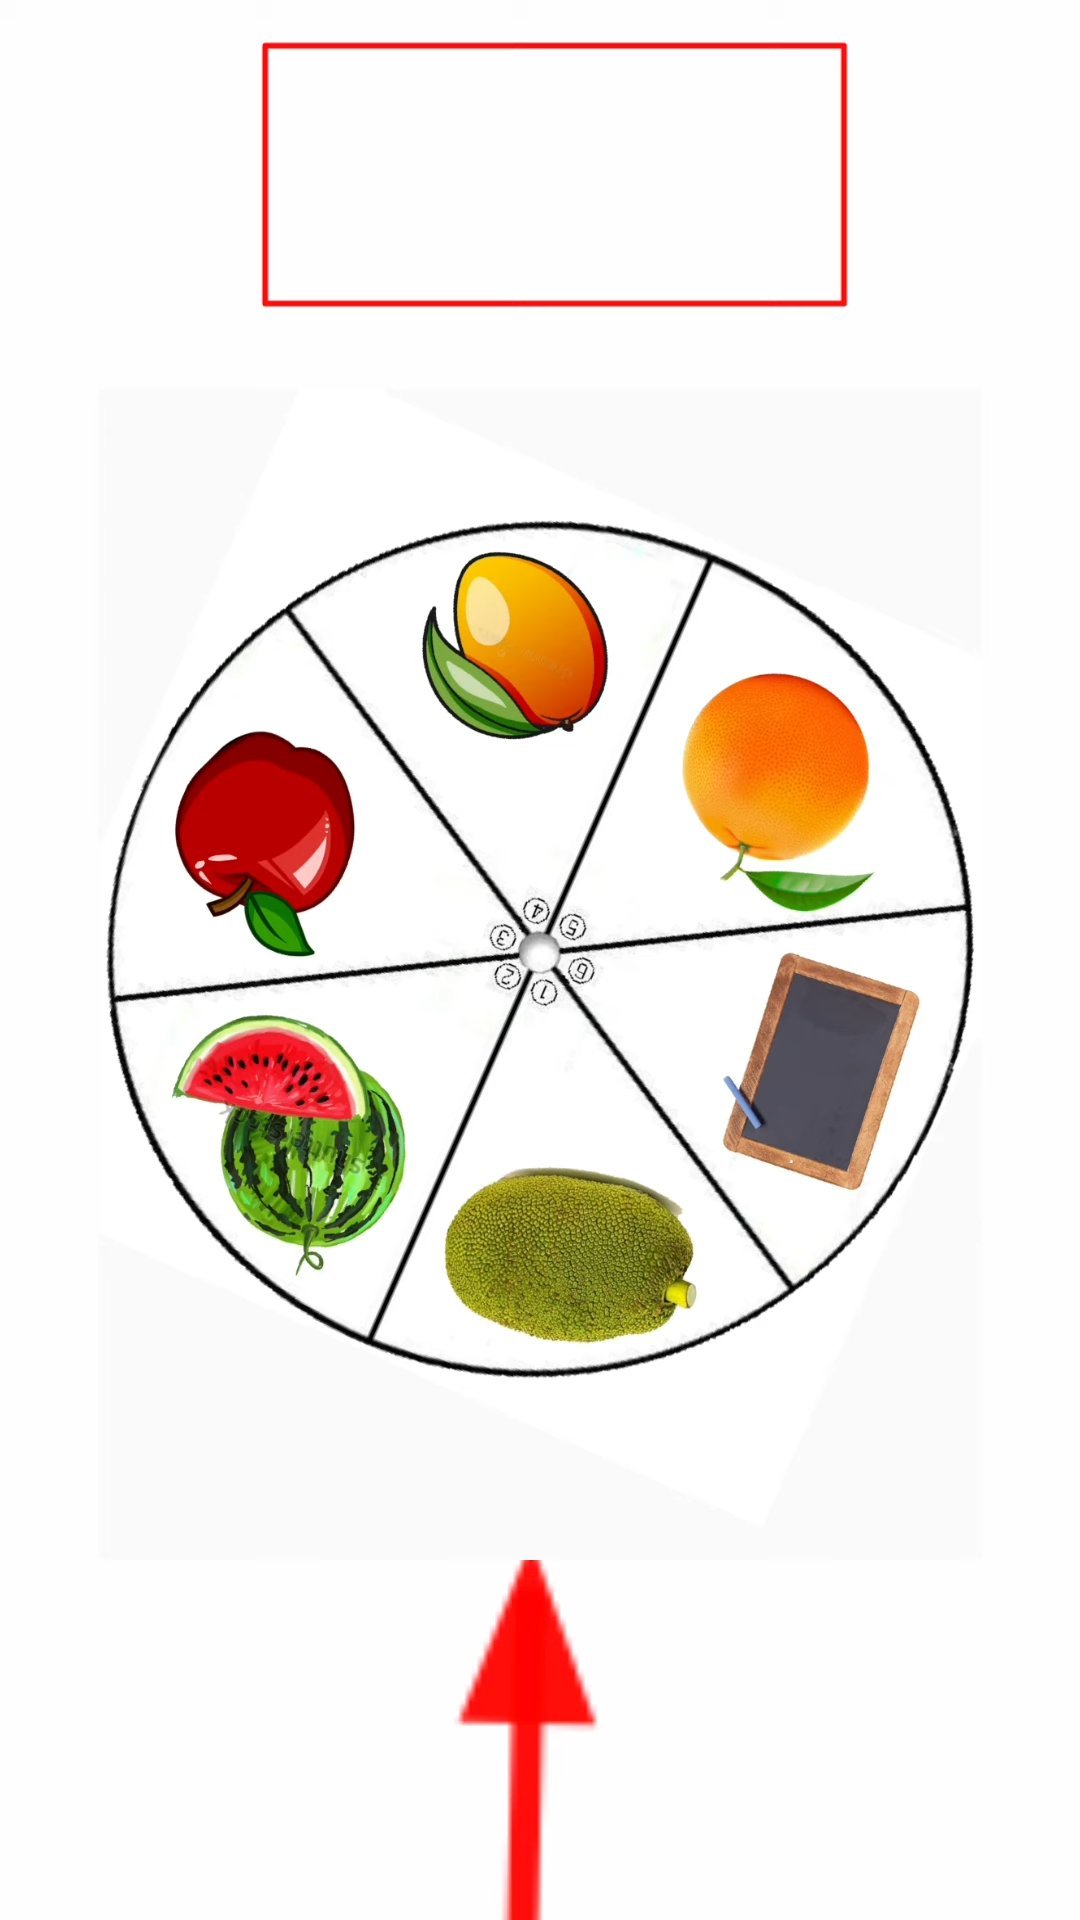 ④
③ ⑤
② ⑥
①